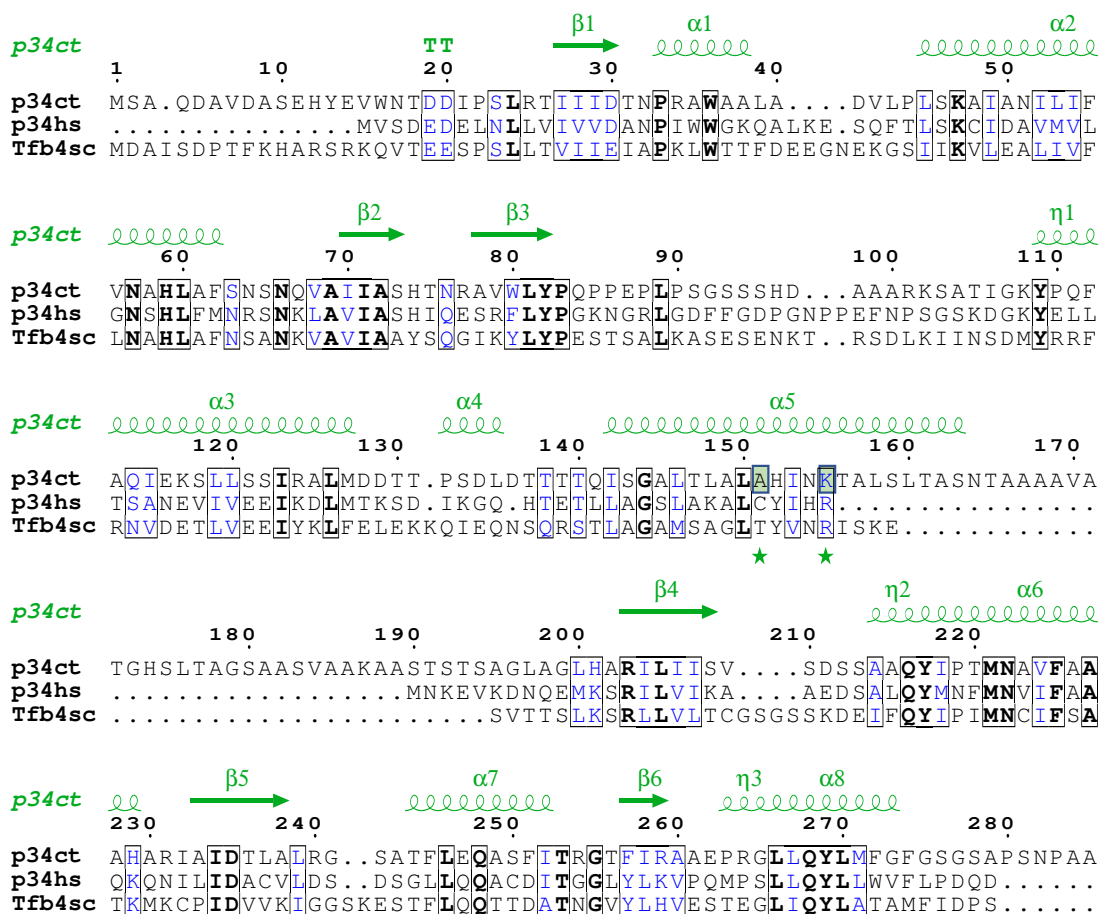 β1 α1 α2
p34ct TT
1 10 20 30 40 50
p34ct MSA.QDAVDASEHYEVWNTDDIPSLRTIIIDTNPRAWAALA....DVLPLSKAIANILIF
p34hs ...............MVSDEDELNLLVIVVDANPIWWGKQALKE.SQFTLSKCIDAVMVL
Tfb4sc MDAISDPTFKHARSRKQVTEESPSLLTVIIEIAPKLWTTFDEEGNEKGSIIKVLEALIVF
β2 β3 η1
p34ct
60 70 80 90 100 110
p34ct VNAHLAFSNSNQVAIIASHTNRAVWLYPQPPEPLPSGSSSHD...AAARKSATIGKYPQF
p34hs GNSHLFMNRSNKLAVIASHIQESRFLYPGKNGRLGDFFGDPGNPPEFNPSGSKDGKYELL
Tfb4sc LNAHLAFNSANKVAVIAAYSQGIKYLYPESTSALKASESENKT..RSDLKIINSDMYRRF
α3 α4 α5
p34ct
120 130 140 150 160 170
p34ct AQIEKSLLSSIRALMDDTT.PSDLDTTTTQISGALTLALAHINKTALSLTASNTAAAAVA
p34hs TSANEVIVEEIKDLMTKSD.IKGQ.HTETLLAGSLAKALCYIHR................
Tfb4sc RNVDETLVEEIYKLFELEKKQIEQNSQRSTLAGAMSAGLTYVNRISKE............
★ ★
β4 η2 α6
p34ct
180 190 200 210 220
p34ct TGHSLTAGSAASVAAKAASTSTSAGLAGLHARILIISV....SDSSAAQYIPTMNAVFAA
p34hs ..................MNKEVKDNQEMKSRILVIKA....AEDSALQYMNFMNVIFAA
Tfb4sc .......................SVTTSLKSRLLVLTCGSGSSKDEIFQYIPIMNCIFSA
β5 α7 β6 η3 α8
p34ct
230 240 250 260 270 280
p34ct AHARIAIDTLALRG..SATFLEQASFITRGTFIRAAEPRGLLQYLMFGFGSGSAPSNPAA
p34hs QKQNILIDACVLDS..DSGLLQQACDITGGLYLKVPQMPSLLQYLLWVFLPDQD......
Tfb4sc TKMKCPIDVVKIGGSKESTFLQQTTDATNGVYLHVESTEGLIQYLATAMFIDPS......